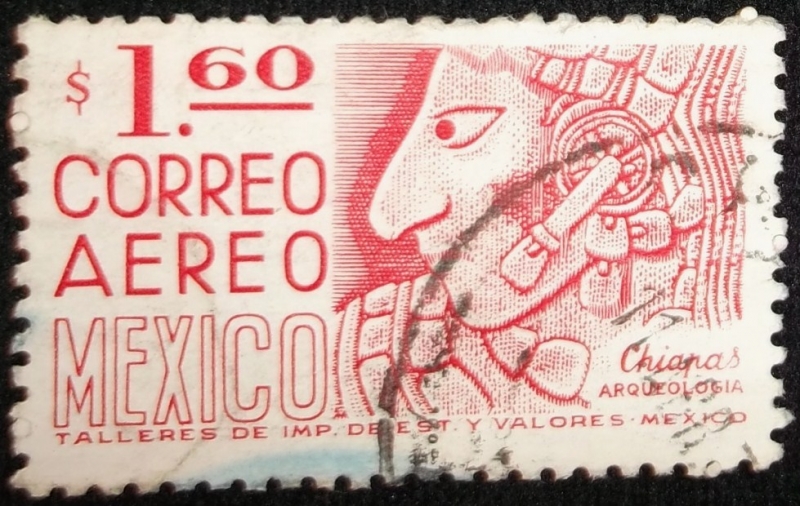 $1.60
CORREO
AEREO
MEXICO
Chiapas
ARQUEOLOGIA
TALLERES DE IMP. DE EST. Y VALORES-MEXICO